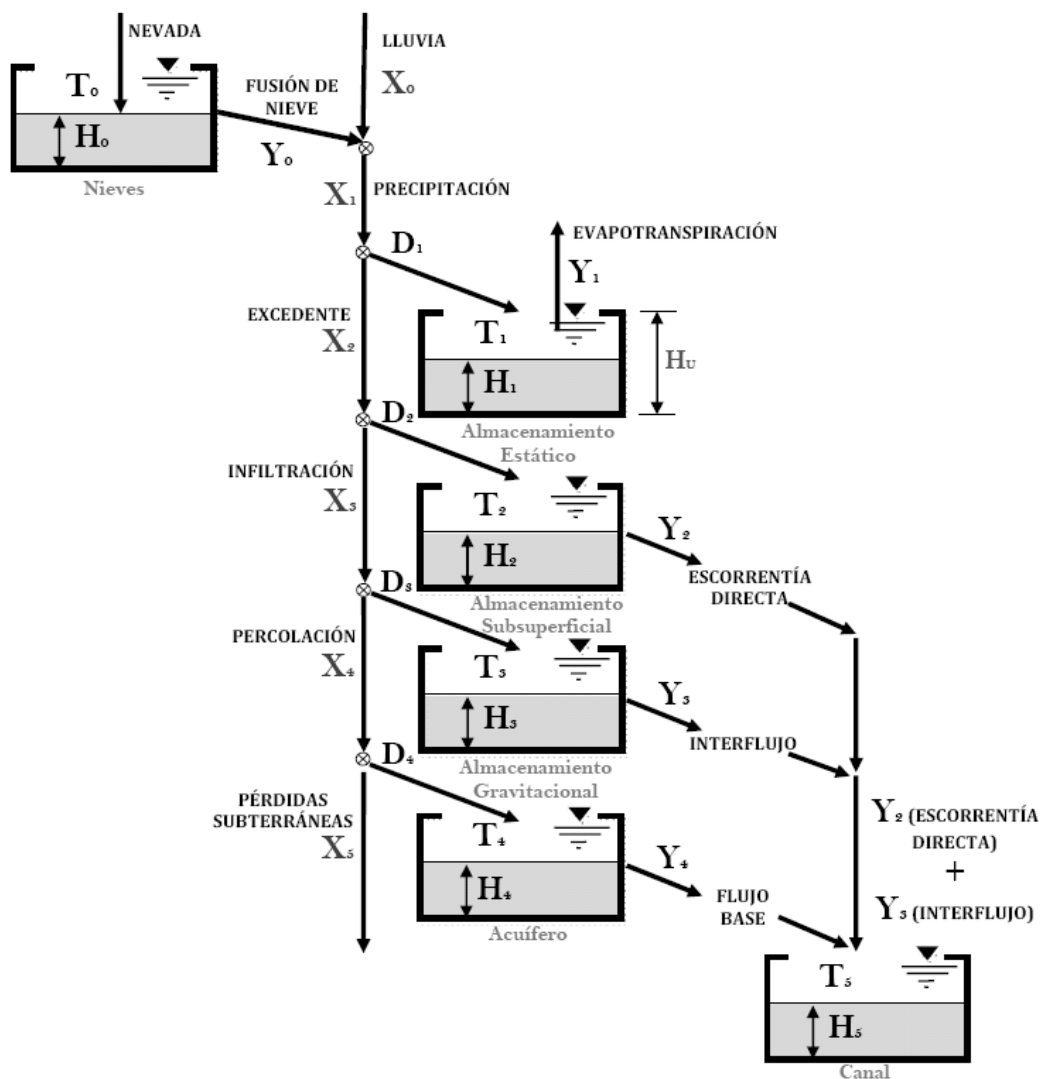 NEVADA
LLUVIA
T₀
X₀
FUSIÓN DE
NIEVE
H₀
Y₀
Nieves
X₁
PRECIPITACIÓN
D₁
EVAPOTRANSPIRACIÓN
Y₁
EXCEDENTE
X₂
T₁
H₁
Hᵤ
D₂
Almacenamiento
Estático
INFILTRACIÓN
X₃
T₂
Y₂
H₂
ESCORRENTÍA
DIRECTA
D₃
Almacenamiento
Subsuperficial
PERCOLACIÓN
X₄
T₃
Y₃
H₃
INTERFLUJO
D₄
Almacenamiento
Gravitacional
PÉRDIDAS
SUBTERRÁNEAS
X₅
T₄
Y₄
H₄
FLUJO
BASE
Acuífero
Y₂ (ESCORRENTÍA
DIRECTA)
+
Y₃ (INTERFLUJO)
T₅
H₅
Canal